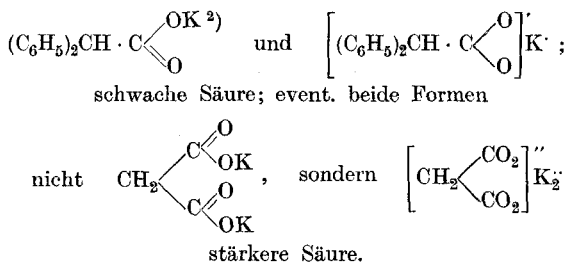 (C₆H₅)₂CH · C OK ²) O und [(C₆H₅)₂CH · C O O]′ K· ;
schwache Säure; event. beide Formen
nicht CH₂ C O OK C O OK , sondern [CH₂ CO₂ CO₂]″ K₂··
stärkere Säure.